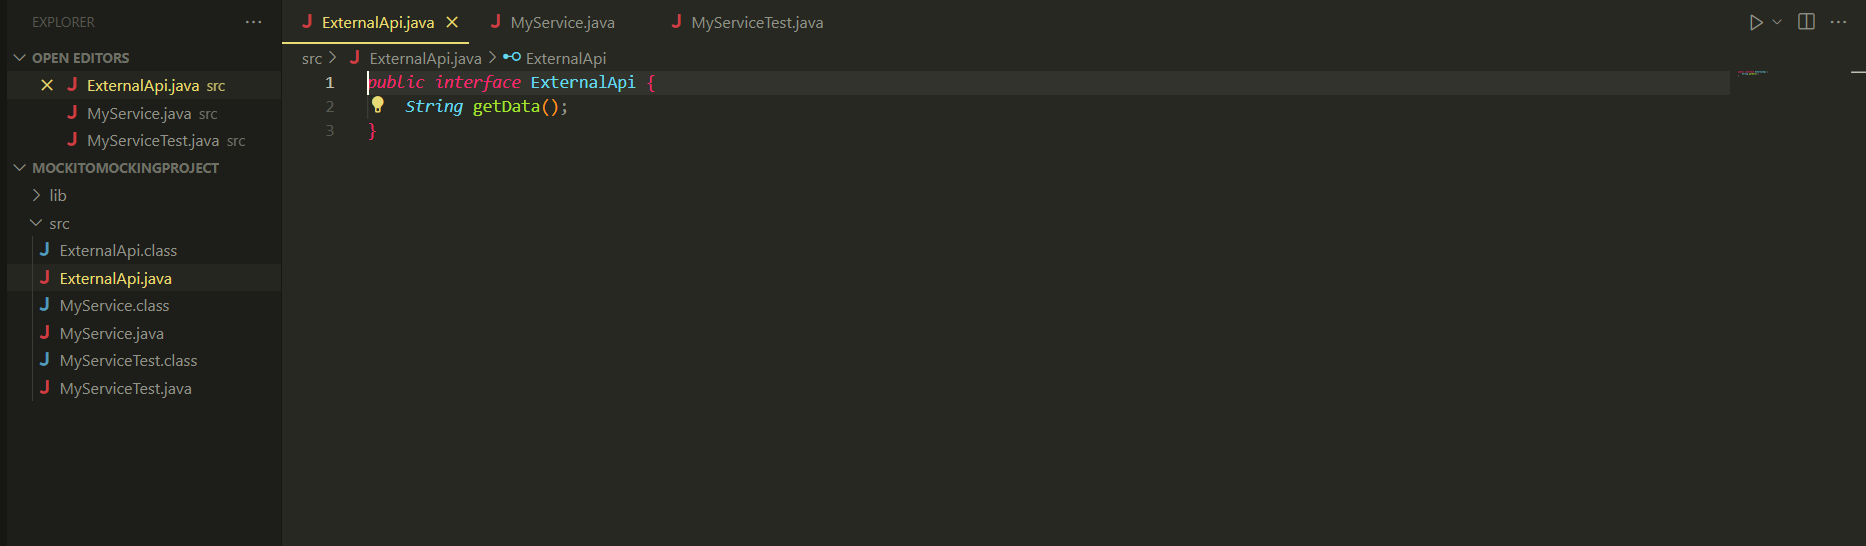 EXPLORER
OPEN EDITORS
ExternalApi.java src
MyService.java src
MyServiceTest.java src
MOCKITOMOCKINGPROJECT
lib
src
ExternalApi.class
ExternalApi.java
MyService.class
MyService.java
MyServiceTest.class
MyServiceTest.java
ExternalApi.java MyService.java MyServiceTest.java
src > ExternalApi.java > ExternalApi
1 public interface ExternalApi {
2 String getData();
3 }